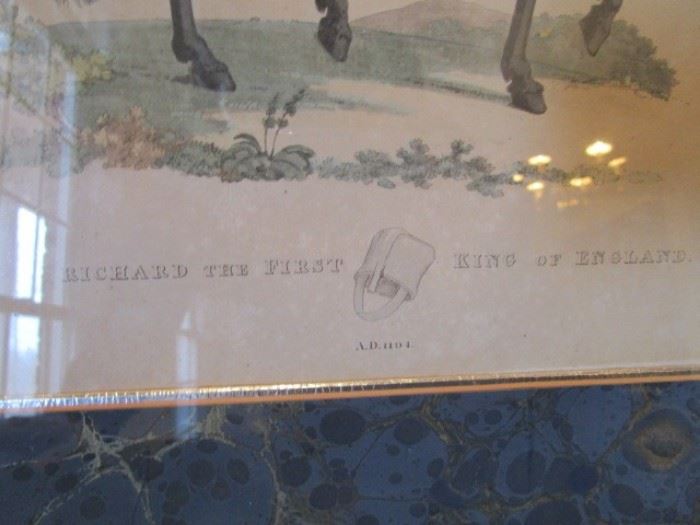 RICHARD THE FIRST KING OF ENGLAND.
A.D. 1194